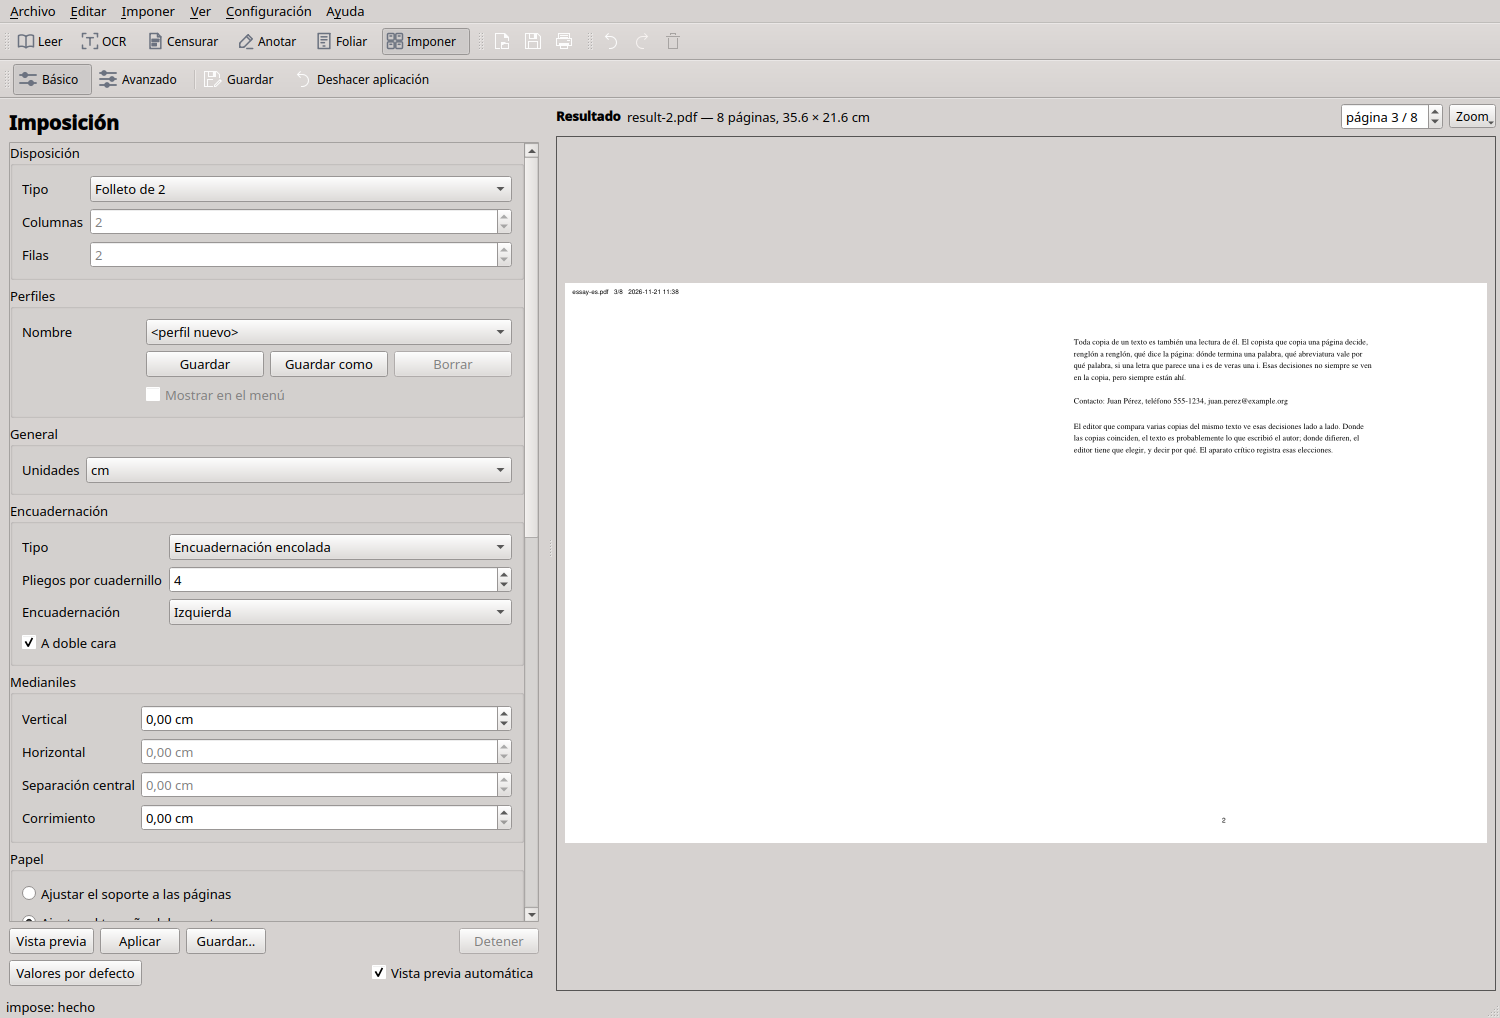 Archivo Editar Imponer Ver Configuración Ayuda
Leer OCR Censurar Anotar Foliar Imponer
Básico Avanzado Guardar Deshacer aplicación
Imposición
Disposición
Tipo Folleto de 2
Columnas 2
Filas 2
Perfiles
Nombre <perfil nuevo>
Guardar Guardar como Borrar
Mostrar en el menú
General
Unidades cm
Encuadernación
Tipo Encuadernación encolada
Pliegos por cuadernillo 4
Encuadernación Izquierda
A doble cara
Medianiles
Vertical 0,00 cm
Horizontal 0,00 cm
Separación central 0,00 cm
Corrimiento 0,00 cm
Papel
Ajustar el soporte a las páginas
Vista previa Aplicar Guardar... Detener
Valores por defecto Vista previa automática
impose: hecho
Resultado result-2.pdf — 8 páginas, 35.6 × 21.6 cm
página 3 / 8 Zoom
essay-es.pdf 3/8 2026-11-21 11:38
Toda copia de un texto es también una lectura de él. El copista que copia una página decide,
renglón a renglón, qué dice la página: dónde termina una palabra, qué abreviatura vale por
qué palabra, si una letra que parece una i es de veras una i. Esas decisiones no siempre se ven
en la copia, pero siempre están ahí.
Contacto: Juan Pérez, teléfono 555-1234, juan.perez@example.org
El editor que compara varias copias del mismo texto ve esas decisiones lado a lado. Donde
las copias coinciden, el texto es probablemente lo que escribió el autor; donde difieren, el
editor tiene que elegir, y decir por qué. El aparato crítico registra esas elecciones.
2